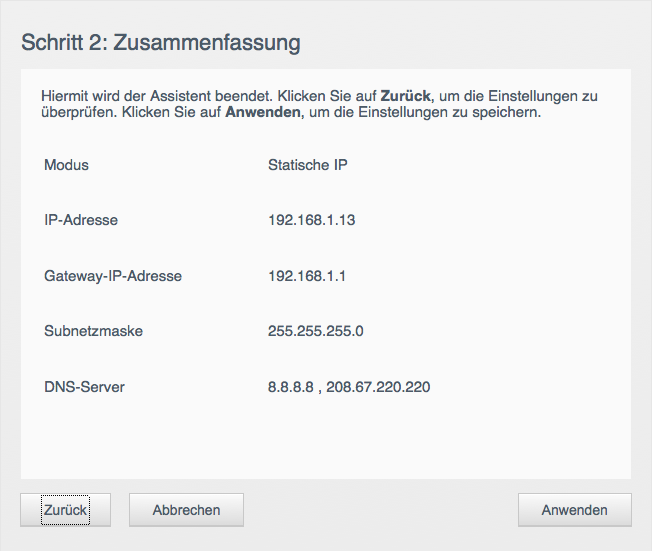 Schritt 2: Zusammenfassung
Hiermit wird der Assistent beendet. Klicken Sie auf Zurück, um die Einstellungen zu
überprüfen. Klicken Sie auf Anwenden, um die Einstellungen zu speichern.
Modus Statische IP
IP-Adresse 192.168.1.13
Gateway-IP-Adresse 192.168.1.1
Subnetzmaske 255.255.255.0
DNS-Server 8.8.8.8 , 208.67.220.220
Zurück Abbrechen Anwenden